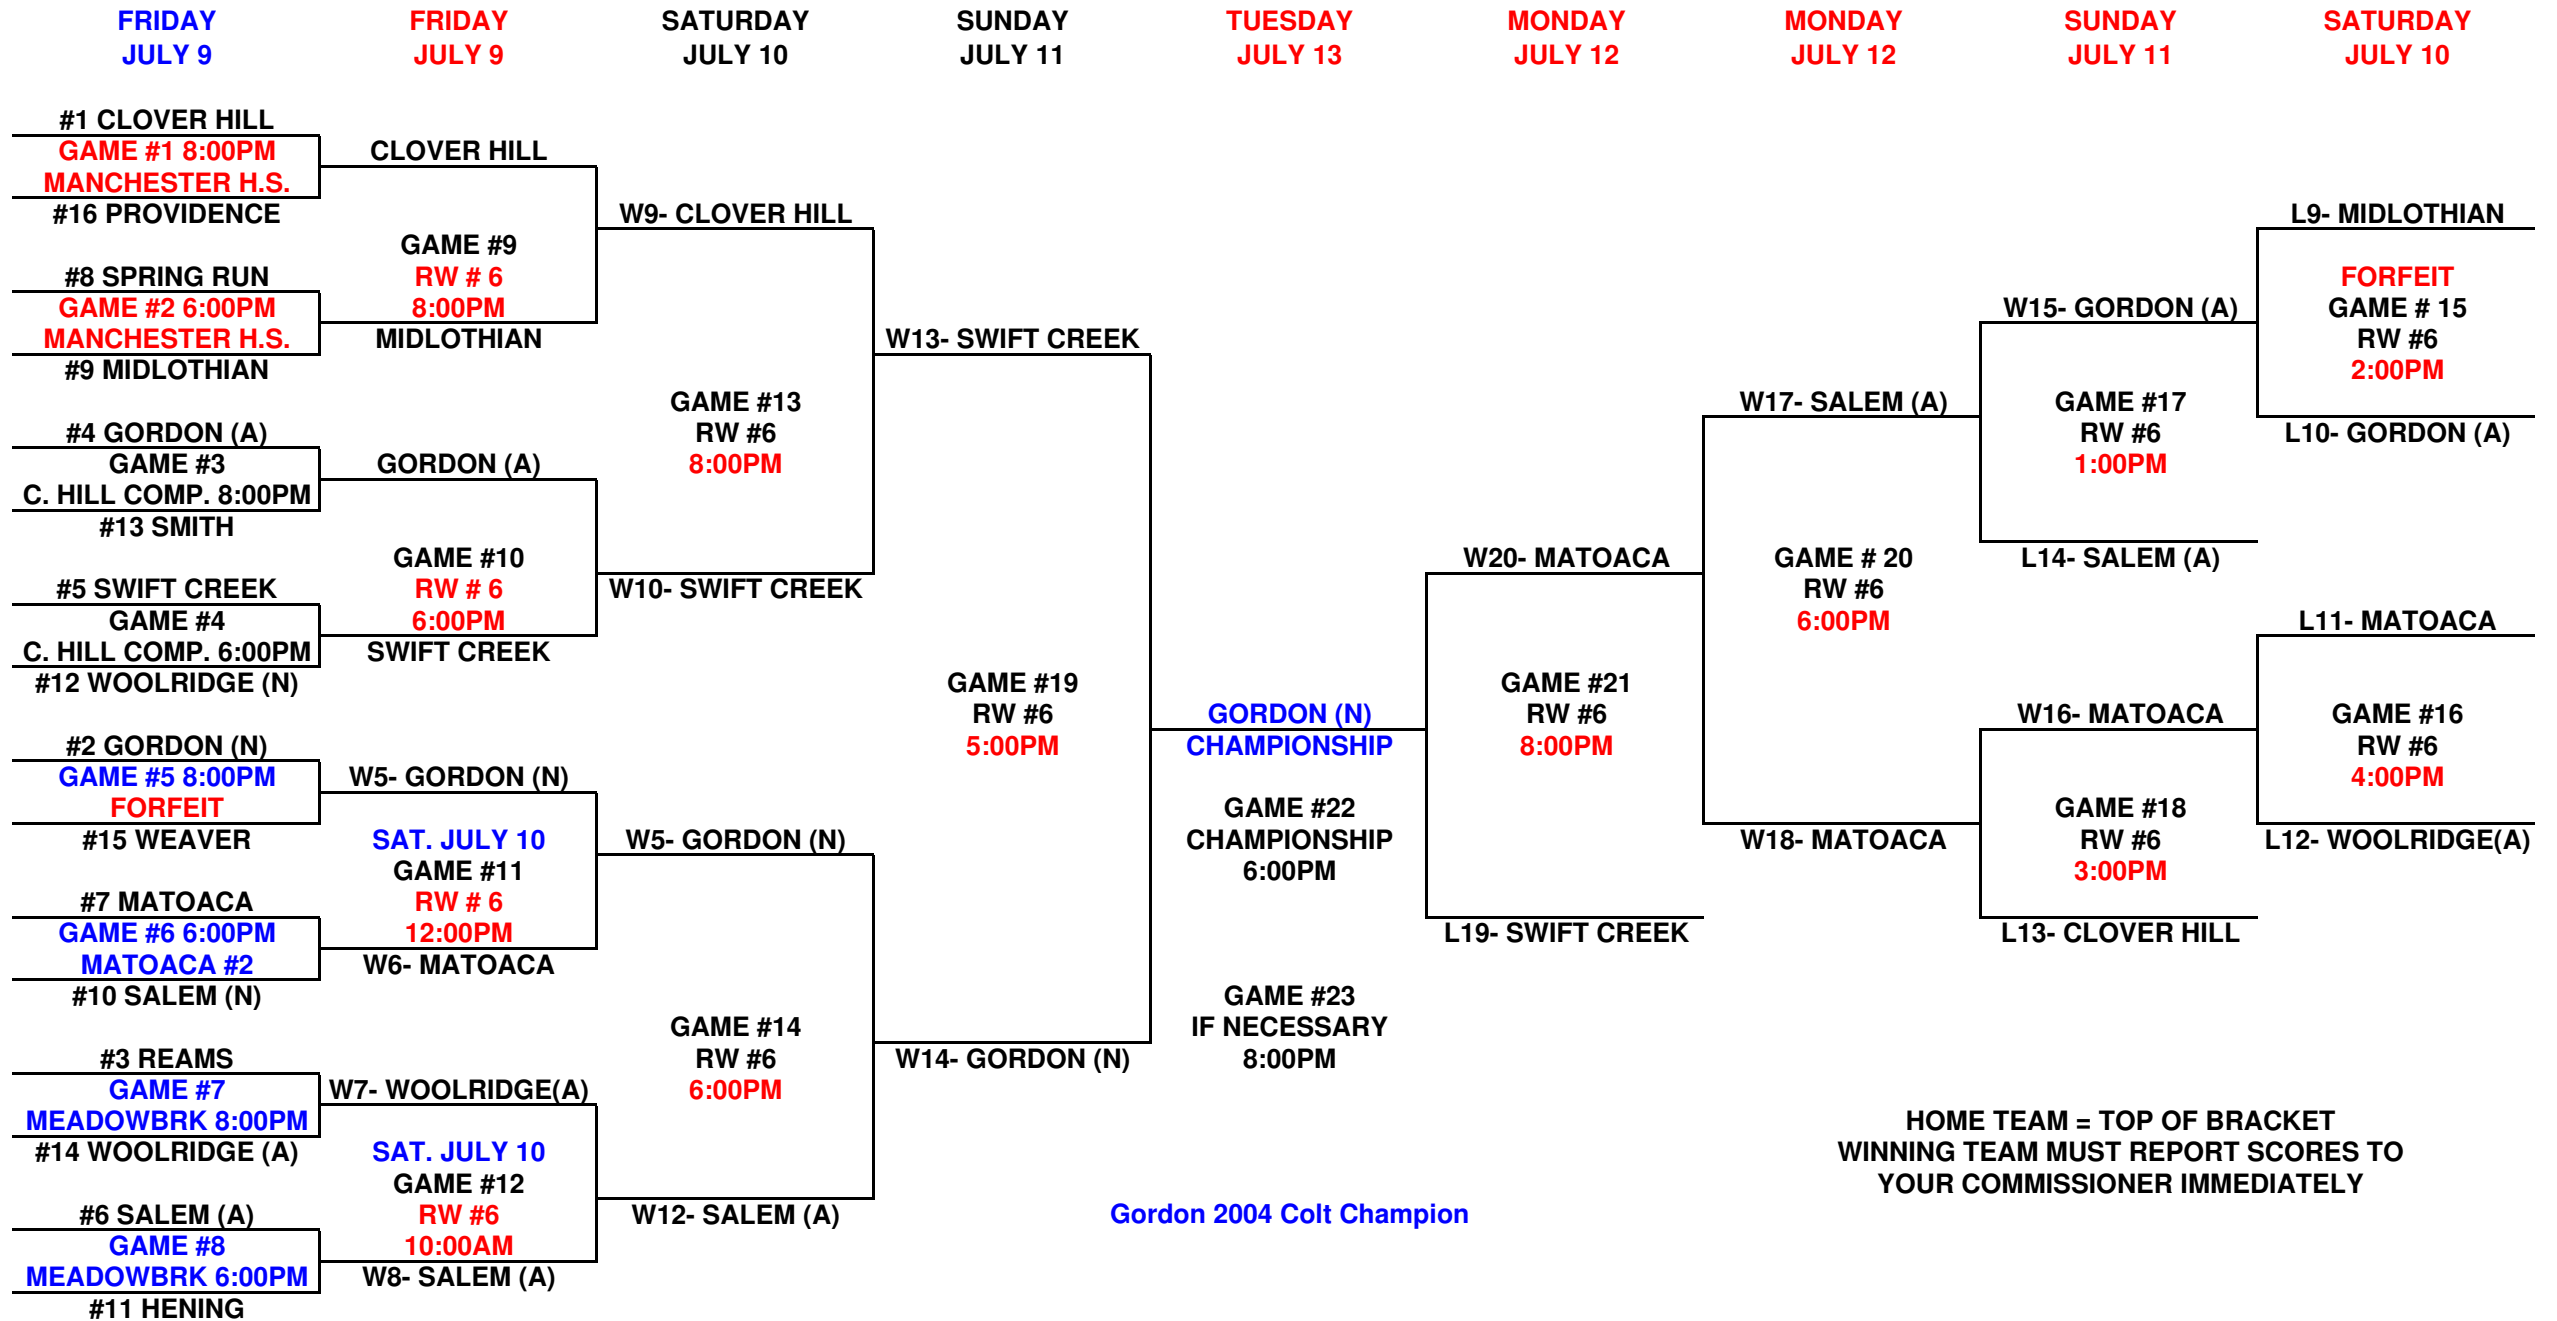 FRIDAY
JULY 9
FRIDAY
JULY 9
SATURDAY
JULY 10
SUNDAY
JULY 11
TUESDAY
JULY 13
MONDAY
JULY 12
MONDAY
JULY 12
SUNDAY
JULY 11
SATURDAY
JULY 10
#1 CLOVER HILL
GAME #1 8:00PM
MANCHESTER H.S.
#16 PROVIDENCE
#8 SPRING RUN
GAME #2 6:00PM
MANCHESTER H.S.
#9 MIDLOTHIAN
#4 GORDON (A)
GAME #3
C. HILL COMP. 8:00PM
#13 SMITH
#5 SWIFT CREEK
GAME #4
C. HILL COMP. 6:00PM
#12 WOOLRIDGE (N)
#2 GORDON (N)
GAME #5 8:00PM
FORFEIT
#15 WEAVER
#7 MATOACA
GAME #6 6:00PM
MATOACA #2
#10 SALEM (N)
#3 REAMS
GAME #7
MEADOWBRK 8:00PM
#14 WOOLRIDGE (A)
#6 SALEM (A)
GAME #8
MEADOWBRK 6:00PM
#11 HENING
CLOVER HILL
GAME #9
RW # 6
8:00PM
MIDLOTHIAN
GORDON (A)
GAME #10
RW # 6
6:00PM
SWIFT CREEK
W5- GORDON (N)
SAT. JULY 10
GAME #11
RW # 6
12:00PM
W6- MATOACA
W7- WOOLRIDGE(A)
SAT. JULY 10
GAME #12
RW #6
10:00AM
W8- SALEM (A)
W9- CLOVER HILL
GAME #13
RW #6
8:00PM
W10- SWIFT CREEK
W5- GORDON (N)
GAME #14
RW #6
6:00PM
W12- SALEM (A)
W13- SWIFT CREEK
GAME #19
RW #6
5:00PM
W14- GORDON (N)
GORDON (N)
CHAMPIONSHIP
GAME #22
CHAMPIONSHIP
6:00PM
GAME #23
IF NECESSARY
8:00PM
Gordon 2004 Colt Champion
W20- MATOACA
GAME #21
RW #6
8:00PM
L19- SWIFT CREEK
W17- SALEM (A)
GAME # 20
RW #6
6:00PM
W18- MATOACA
W15- GORDON (A)
GAME #17
RW #6
1:00PM
L14- SALEM (A)
W16- MATOACA
GAME #18
RW #6
3:00PM
L13- CLOVER HILL
L9- MIDLOTHIAN
FORFEIT
GAME # 15
RW #6
2:00PM
L10- GORDON (A)
L11- MATOACA
GAME #16
RW #6
4:00PM
L12- WOOLRIDGE(A)
HOME TEAM = TOP OF BRACKET
WINNING TEAM MUST REPORT SCORES TO
YOUR COMMISSIONER IMMEDIATELY